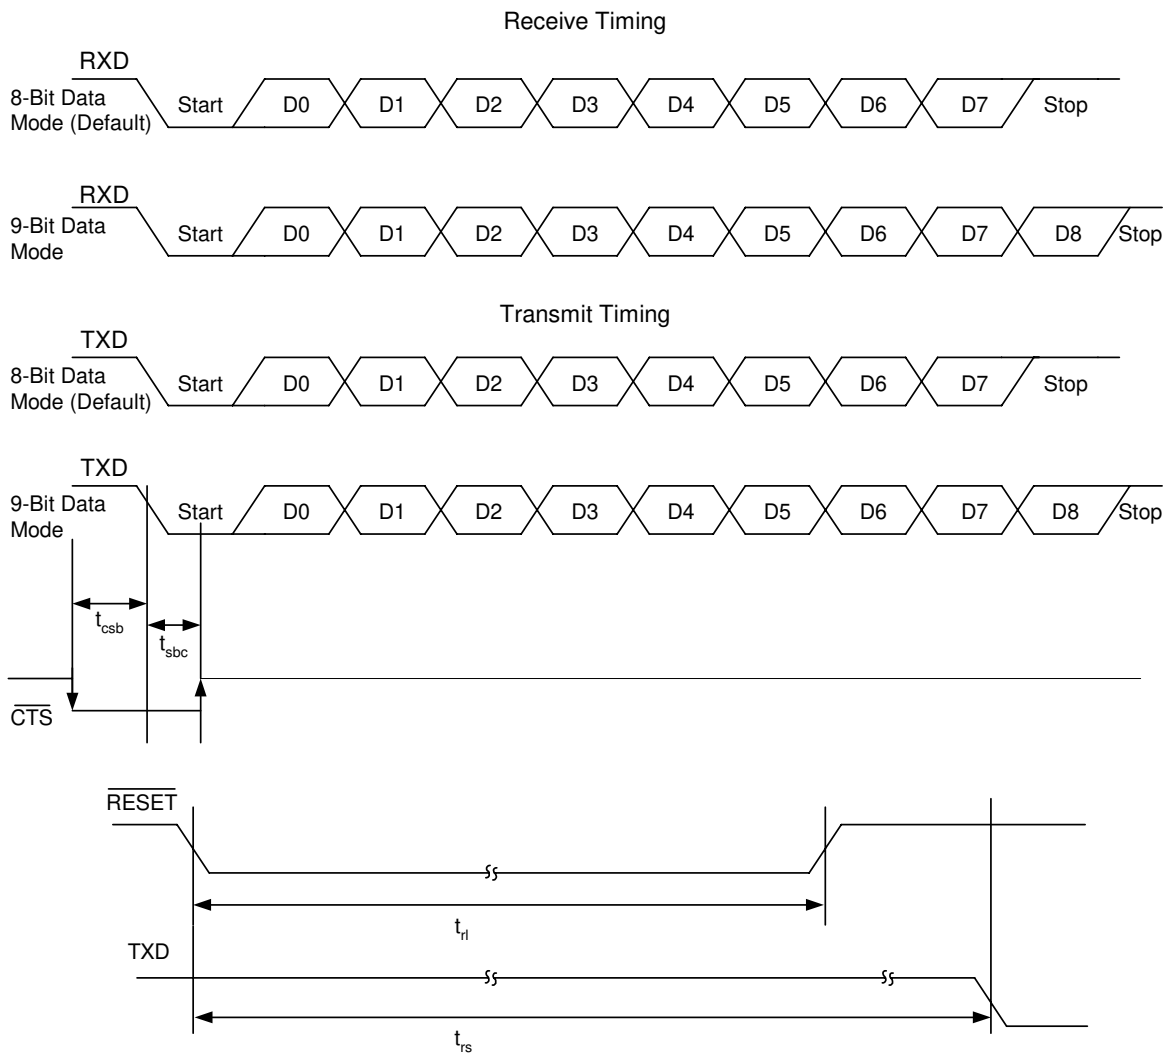 Receive Timing
RXD
8-Bit Data
Mode (Default)
Start D0 D1 D2 D3 D4 D5 D6 D7 Stop
RXD
9-Bit Data
Mode
Start D0 D1 D2 D3 D4 D5 D6 D7 D8 Stop
Transmit Timing
TXD
8-Bit Data
Mode (Default)
Start D0 D1 D2 D3 D4 D5 D6 D7 Stop
TXD
9-Bit Data
Mode
Start D0 D1 D2 D3 D4 D5 D6 D7 D8 Stop
tcsb
tsbc
CTS
RESET
trl
TXD
trs